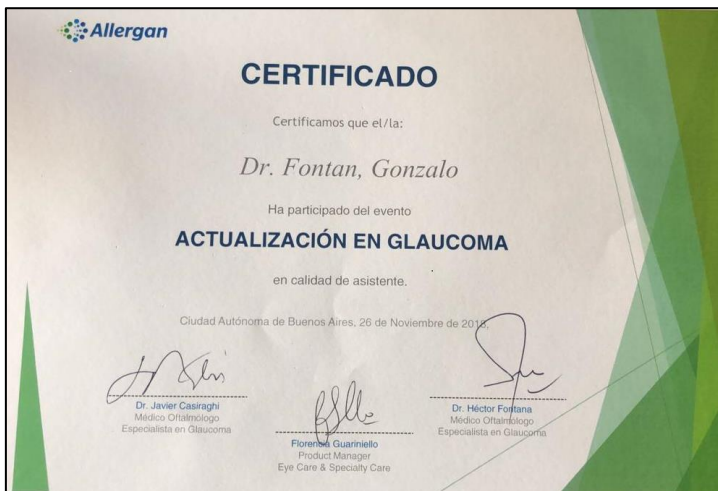 Allergan
CERTIFICADO
Certificamos que el/la:
Dr. Fontan, Gonzalo
Ha participado del evento
ACTUALIZACIÓN EN GLAUCOMA
en calidad de asistente.
Ciudad Autónoma de Buenos Aires, 26 de Noviembre de 2018,
Dr. Javier Casiraghi
Médico Oftalmólogo
Especialista en Glaucoma
Florencia Guariniello
Product Manager
Eye Care & Specialty Care
Dr. Héctor Fontana
Médico Oftalmólogo
Especialista en Glaucoma